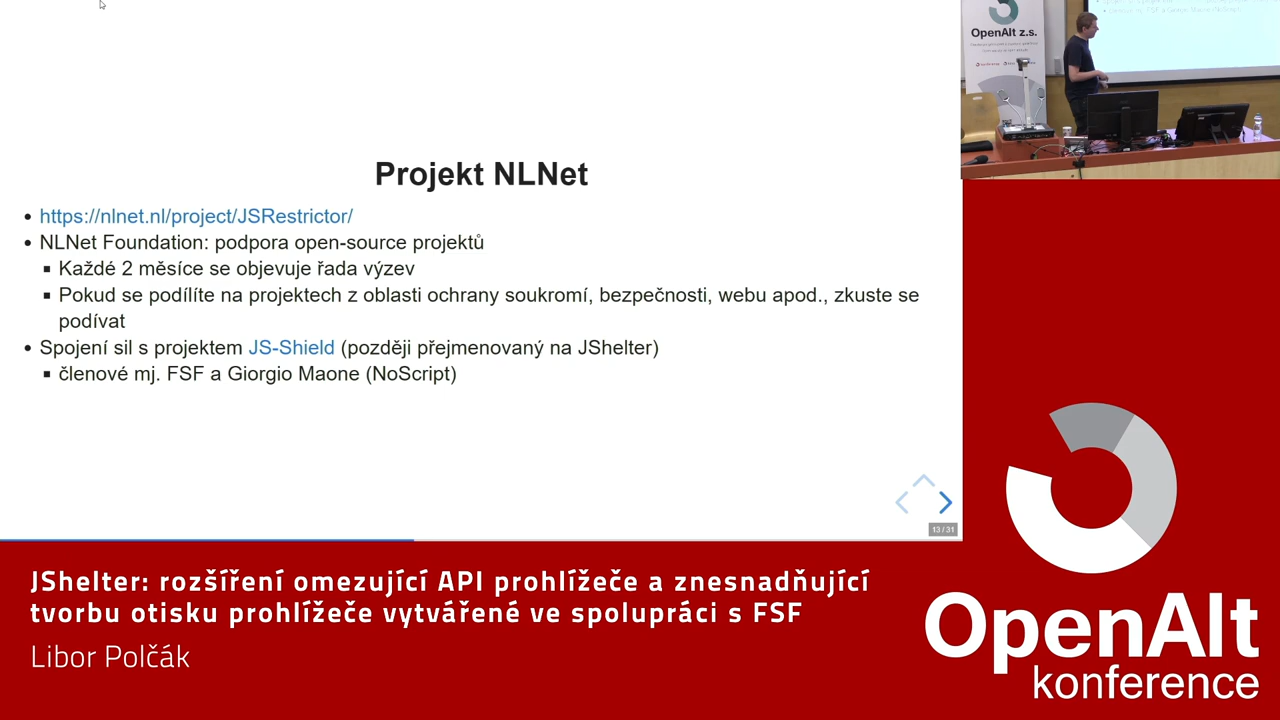 Projekt NLNet
https://nlnet.nl/project/JSRestrictor/
NLNet Foundation: podpora open-source projektů
Každé 2 měsíce se objevuje řada výzev
Pokud se podílíte na projektech z oblasti ochrany soukromí, bezpečnosti, webu apod., zkuste se
podívat
Spojení sil s projektem JS-Shield (později přejmenovaný na JShelter)
členové mj. FSF a Giorgio Maone (NoScript)
13 / 31
OpenAlt z.s.
JShelter: rozšíření omezující API prohlížeče a znesnadňující
tvorbu otisku prohlížeče vytvářené ve spolupráci s FSF
Libor Polčák
OpenAlt
konference